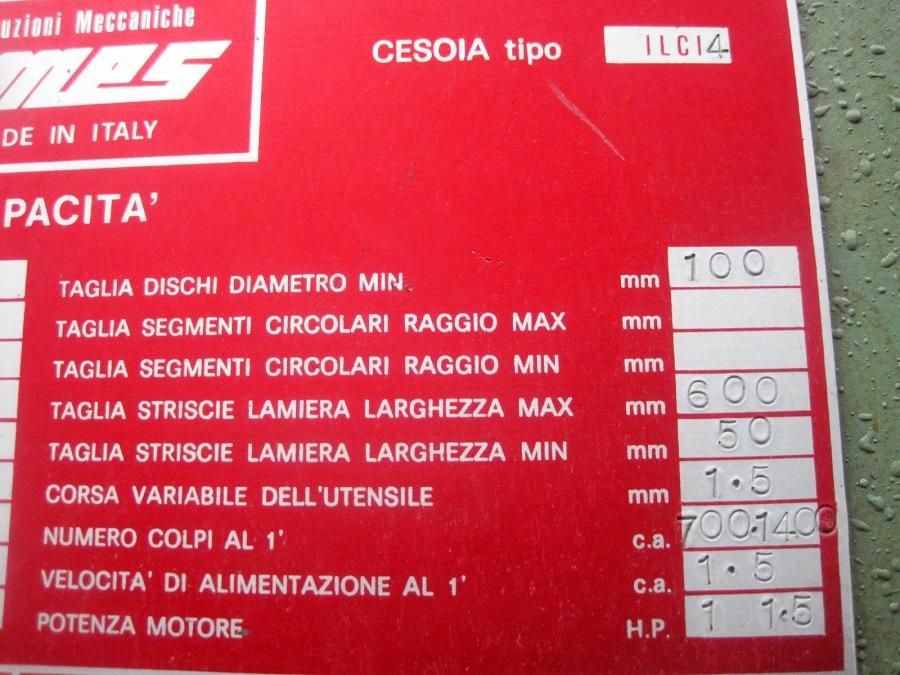 uzioni Meccaniche
mes
DE IN ITALY
CESOIA tipo ILCI4
PACITA'
TAGLIA DISCHI DIAMETRO MIN. mm 100
TAGLIA SEGMENTI CIRCOLARI RAGGIO MAX mm
TAGLIA SEGMENTI CIRCOLARI RAGGIO MIN mm
TAGLIA STRISCIE LAMIERA LARGHEZZA MAX mm 600
TAGLIA STRISCIE LAMIERA LARGHEZZA MIN mm 50
CORSA VARIABILE DELL'UTENSILE mm 1•5
NUMERO COLPI AL 1' c.a. 700•1400
VELOCITA' DI ALIMENTAZIONE AL 1' c.a. 1•5
POTENZA MOTORE H.P. 1 1•5